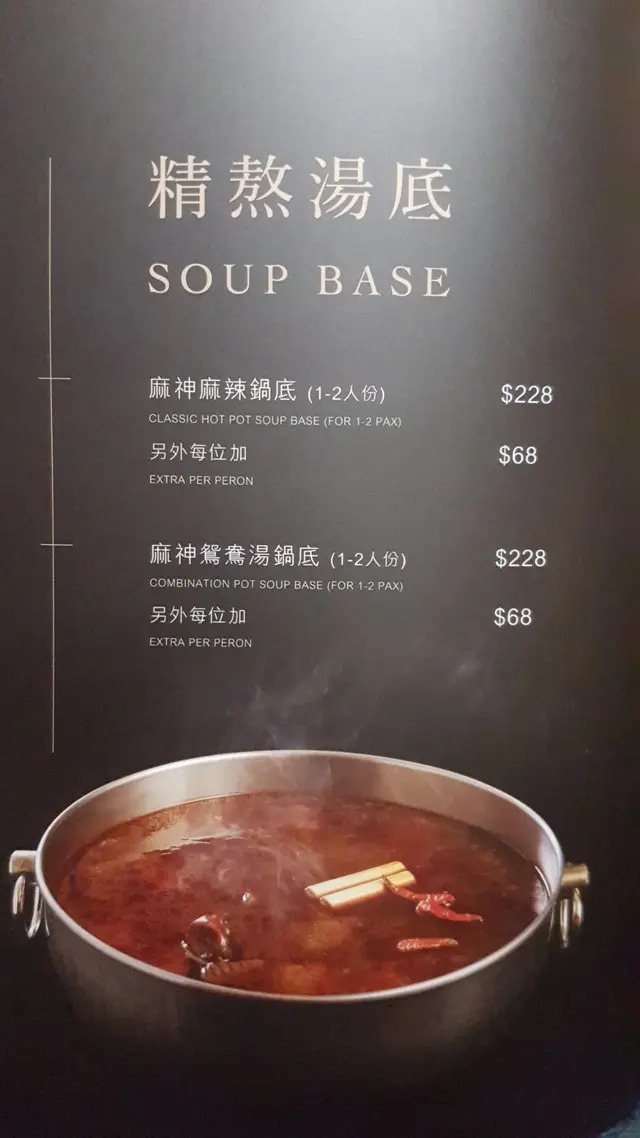 精熬湯底
SOUP BASE
麻神麻辣鍋底 (1-2人份) $228
CLASSIC HOT POT SOUP BASE (FOR 1-2 PAX)
另外每位加 $68
EXTRA PER PERON
麻神鴛鴦湯鍋底 (1-2人份) $228
COMBINATION POT SOUP BASE (FOR 1-2 PAX)
另外每位加 $68
EXTRA PER PERON